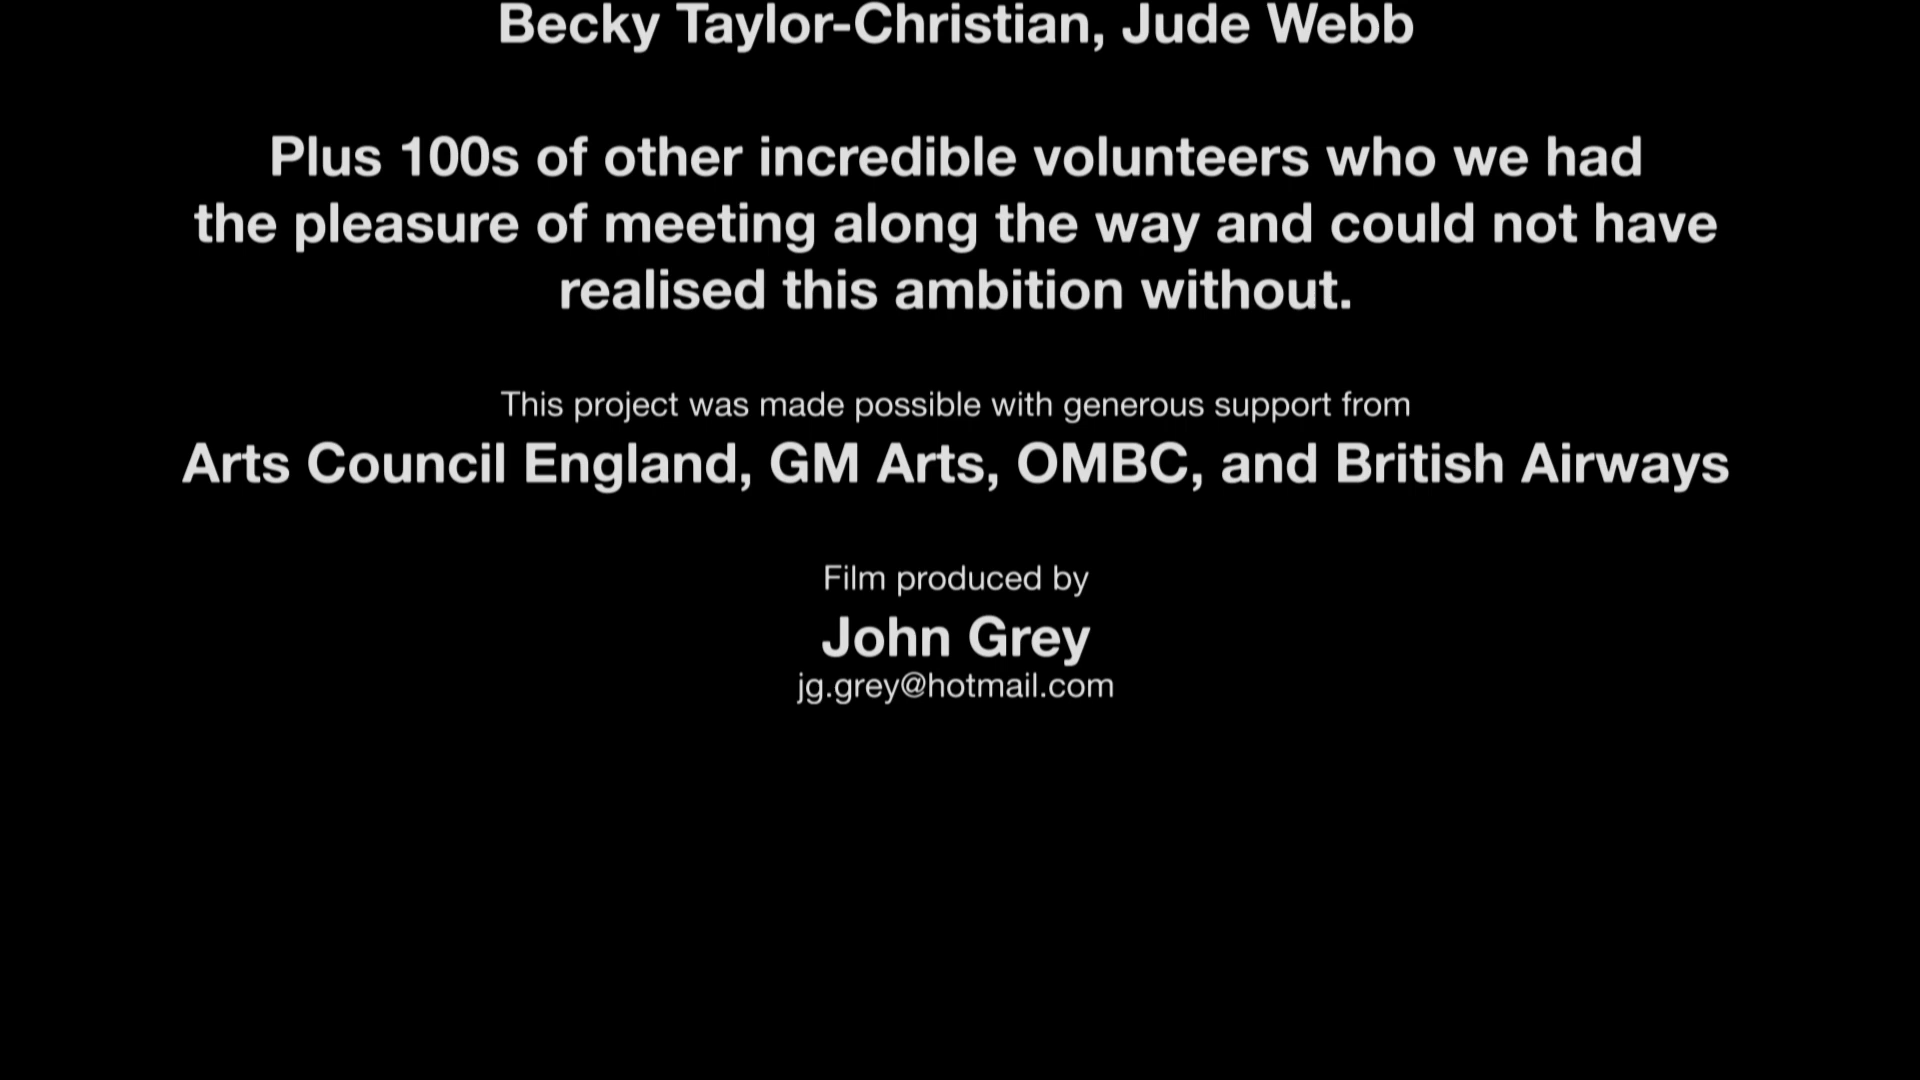 Becky Taylor-Christian, Jude Webb
Plus 100s of other incredible volunteers who we had
the pleasure of meeting along the way and could not have
realised this ambition without.
This project was made possible with generous support from
Arts Council England, GM Arts, OMBC, and British Airways
Film produced by
John Grey
jg.grey@hotmail.com